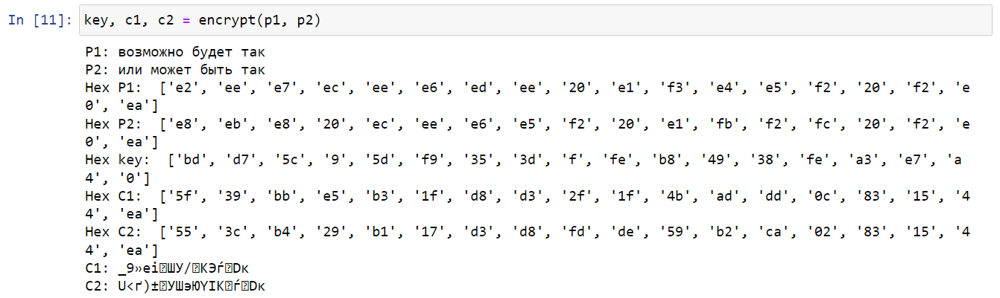 In [11]: key, c1, c2 = encrypt(p1, p2)
P1: возможно будет так
P2: или может быть так
Hex P1:  ['e2', 'ee', 'e7', 'ec', 'ee', 'e6', 'ed', 'ee', '20', 'e1', 'f3', 'e4', 'e5', 'f2', '20', 'f2', 'e
0', 'ea']
Hex P2:  ['e8', 'eb', 'e8', '20', 'ec', 'ee', 'e6', 'e5', 'f2', '20', 'e1', 'fb', 'f2', 'fc', '20', 'f2', 'e
0', 'ea']
Hex key:  ['bd', 'd7', '5c', '9', '5d', 'f9', '35', '3d', 'f', 'fe', 'b8', '49', '38', 'fe', 'a3', 'e7', 'a
4', '0']
Hex C1:  ['5f', '39', 'bb', 'e5', 'b3', '1f', 'd8', 'd3', '2f', '1f', '4b', 'ad', 'dd', '0c', '83', '15', '4
4', 'ea']
Hex C2:  ['55', '3c', 'b4', '29', 'b1', '17', 'd3', 'd8', 'fd', 'de', '59', 'b2', 'ca', '02', '83', '15', '4
4', 'ea']
C1: _9»еi�ШУ/�К­Э�ѓ�Dк
C2: U<ґ)±�УШэЮYІК�ѓ�Dк